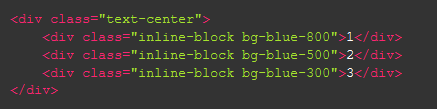 <div class="text-center">
    <div class="inline-block bg-blue-800">1</div>
    <div class="inline-block bg-blue-500">2</div>
    <div class="inline-block bg-blue-300">3</div>
</div>